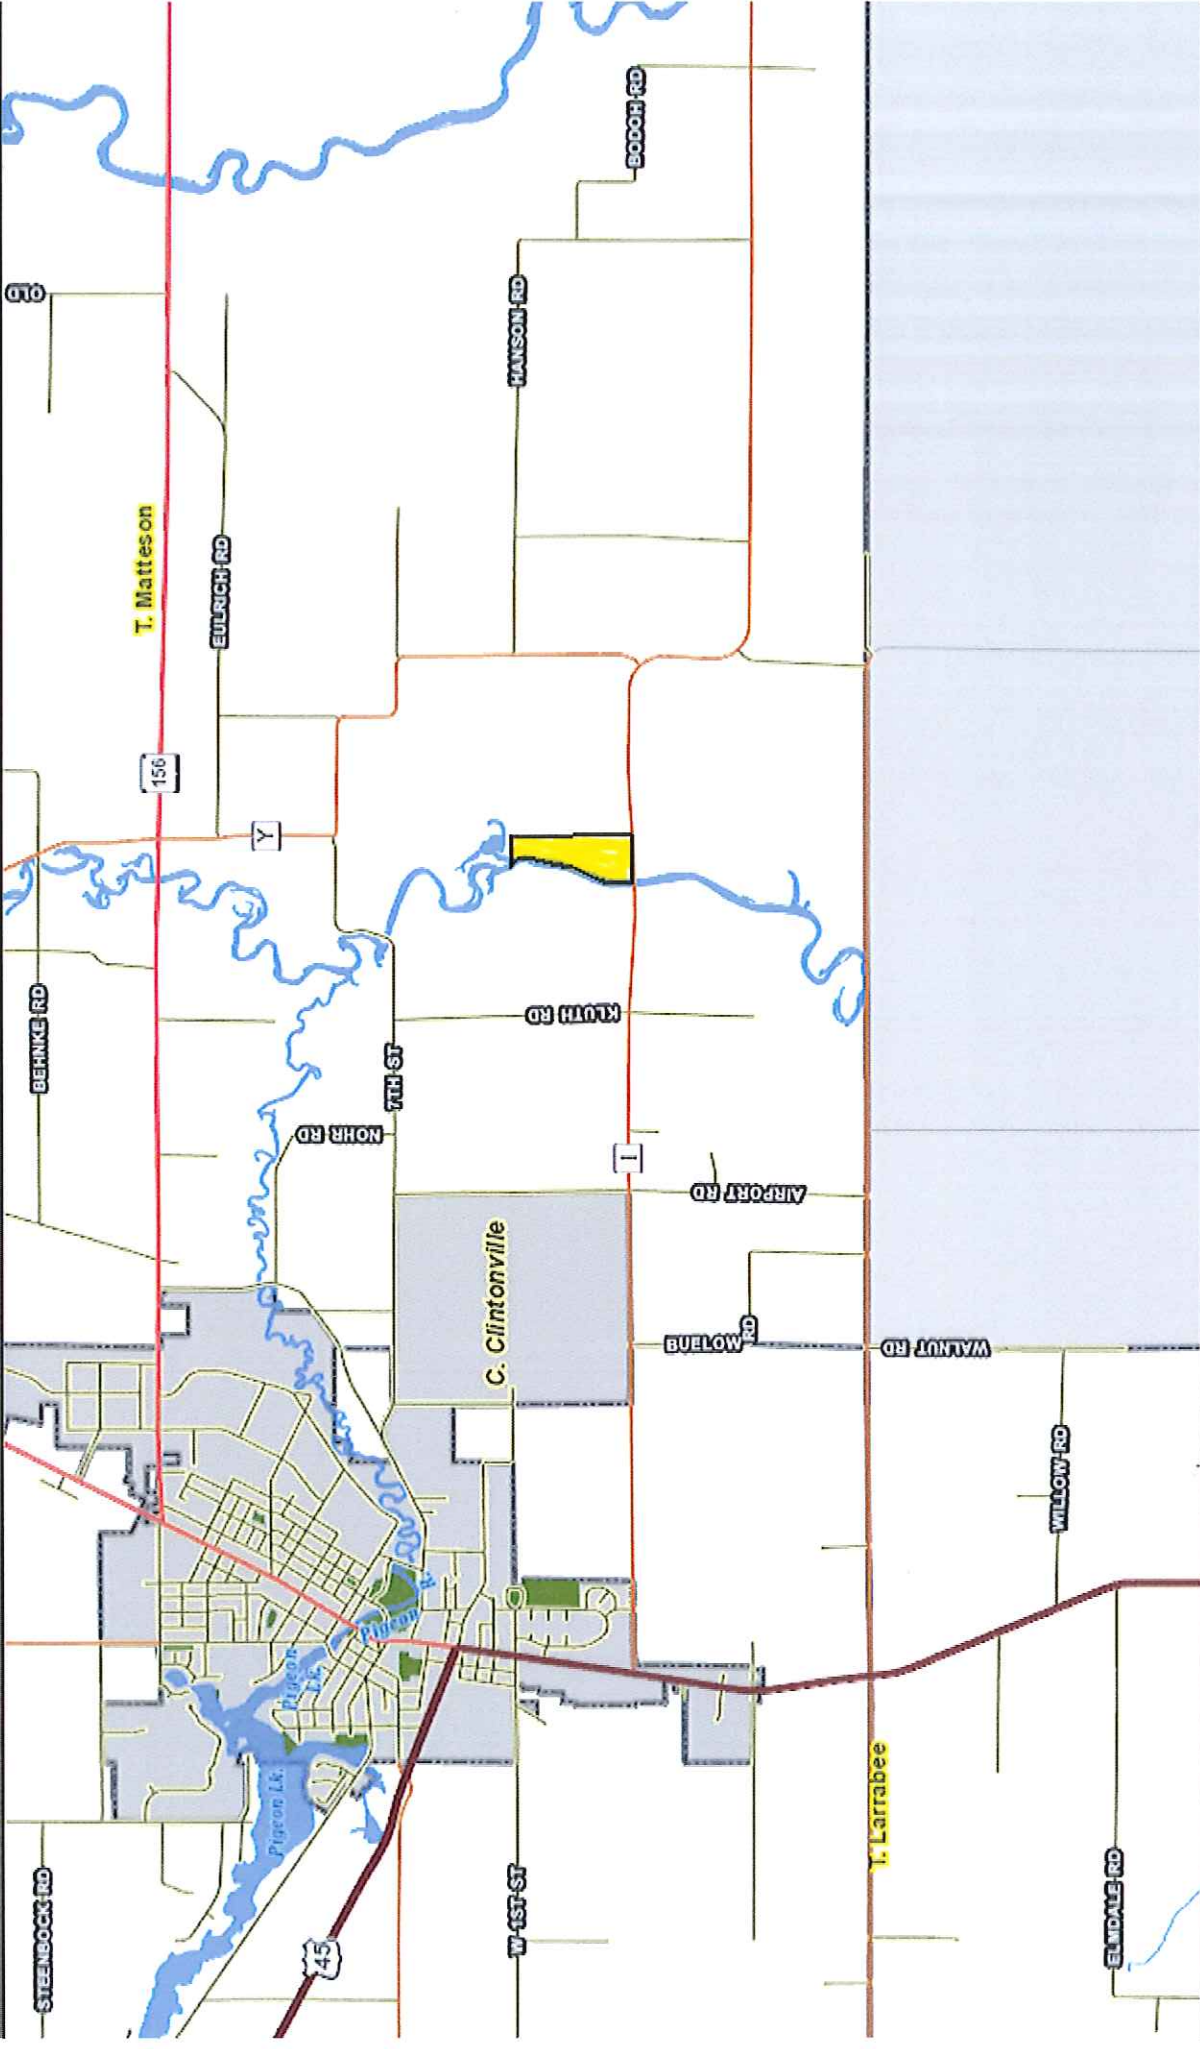 STEENBOCK RD
BEHNKE RD
OLD
T. Matteson
156
EULRICH RD
Y
Pigeon Lk.
Pigeon
Lk.
45
NOHR RD
Pigeon R.
7TH ST
C. Clintonville
W 1ST ST
HANSON RD
KLUTH RD
I
BODOH RD
BUELOW
RD
AIRPORT RD
T. Larrabee
WALNUT RD
WILLOW RD
ELMDALE RD